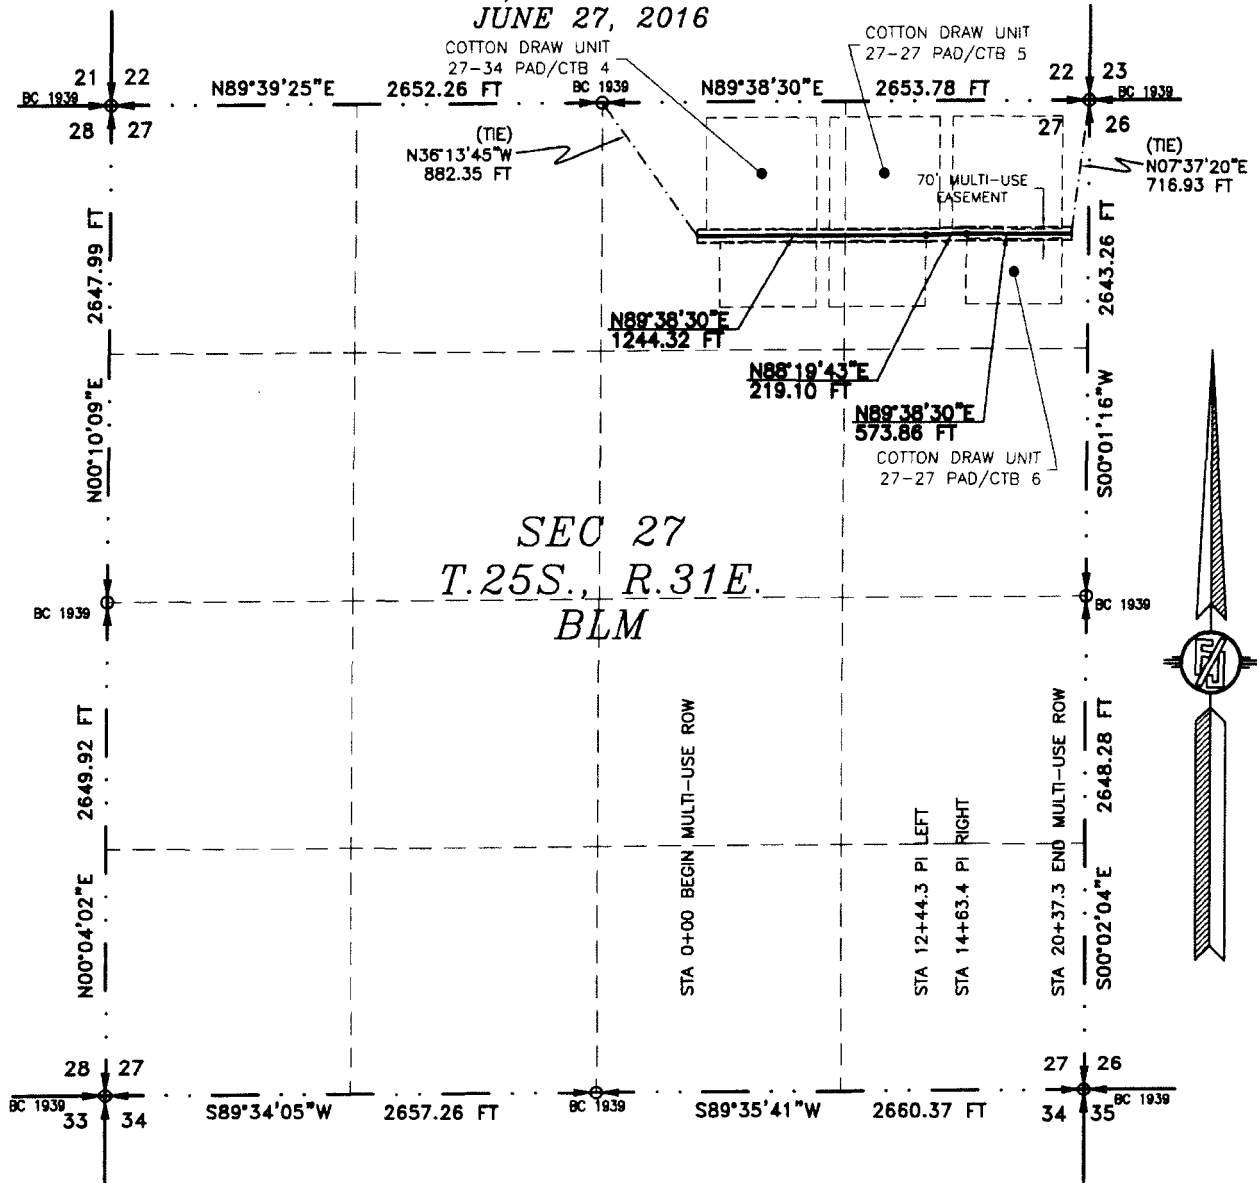 JUNE 27, 2016
COTTON DRAW UNIT
27-34 PAD/CTB 4
COTTON DRAW UNIT
27-27 PAD/CTB 5
21 22
N89°39'25"E 2652.26 FT
BC 1939
N89°38'30"E 2653.78 FT
22 23
BC 1939
BC 1939
28 27
27 26
(TIE)
N36°13'45"W
882.35 FT
(TIE)
N07°37'20"E
716.93 FT
70' MULTI-USE
EASEMENT
2647.99 FT
N00°10'09"E
2643.26 FT
S00°01'16"W
N89°38'30"E
1244.32 FT
N88°19'43"E
219.10 FT
N89°38'30"E
573.86 FT
COTTON DRAW UNIT
27-27 PAD/CTB 6
SEC 27
T.25S., R.31E.
BLM
BC 1939
BC 1939
2649.92 FT
N00°04'02"E
STA 0+00 BEGIN MULTI-USE ROW
STA 12+44.3 PI LEFT
STA 14+63.4 PI RIGHT
STA 20+37.3 END MULTI-USE ROW
2648.28 FT
S00°02'04"E
28 27
27 26
BC 1939
33 34
S89°34'05"W 2657.26 FT
BC 1939
S89°35'41"W 2660.37 FT
34 35
BC 1939